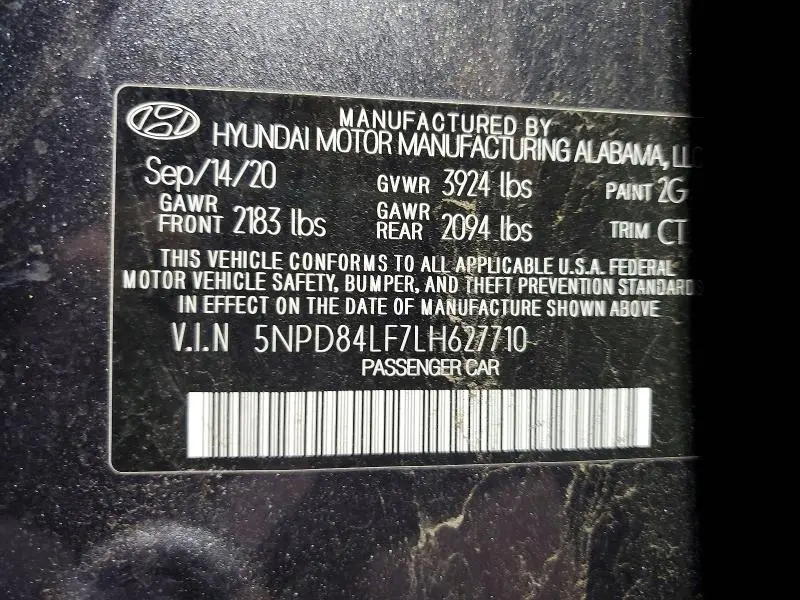 MANUFACTURED BY
HYUNDAI MOTOR MANUFACTURING ALABAMA, LLC
Sep/14/20 GVWR 3924 lbs PAINT 2G
GAWR FRONT 2183 lbs GAWR REAR 2094 lbs TRIM CT
THIS VEHICLE CONFORMS TO ALL APPLICABLE U.S.A. FEDERAL
MOTOR VEHICLE SAFETY, BUMPER, AND THEFT PREVENTION STANDARDS
IN EFFECT ON THE DATE OF MANUFACTURE SHOWN ABOVE
V.I.N 5NPD84LF7LH627710
PASSENGER CAR